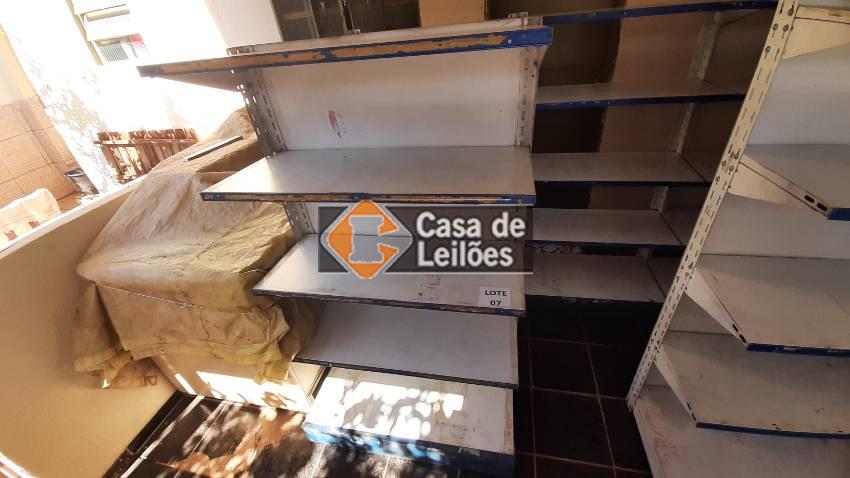 Casa de
Leilões
LOTE
07